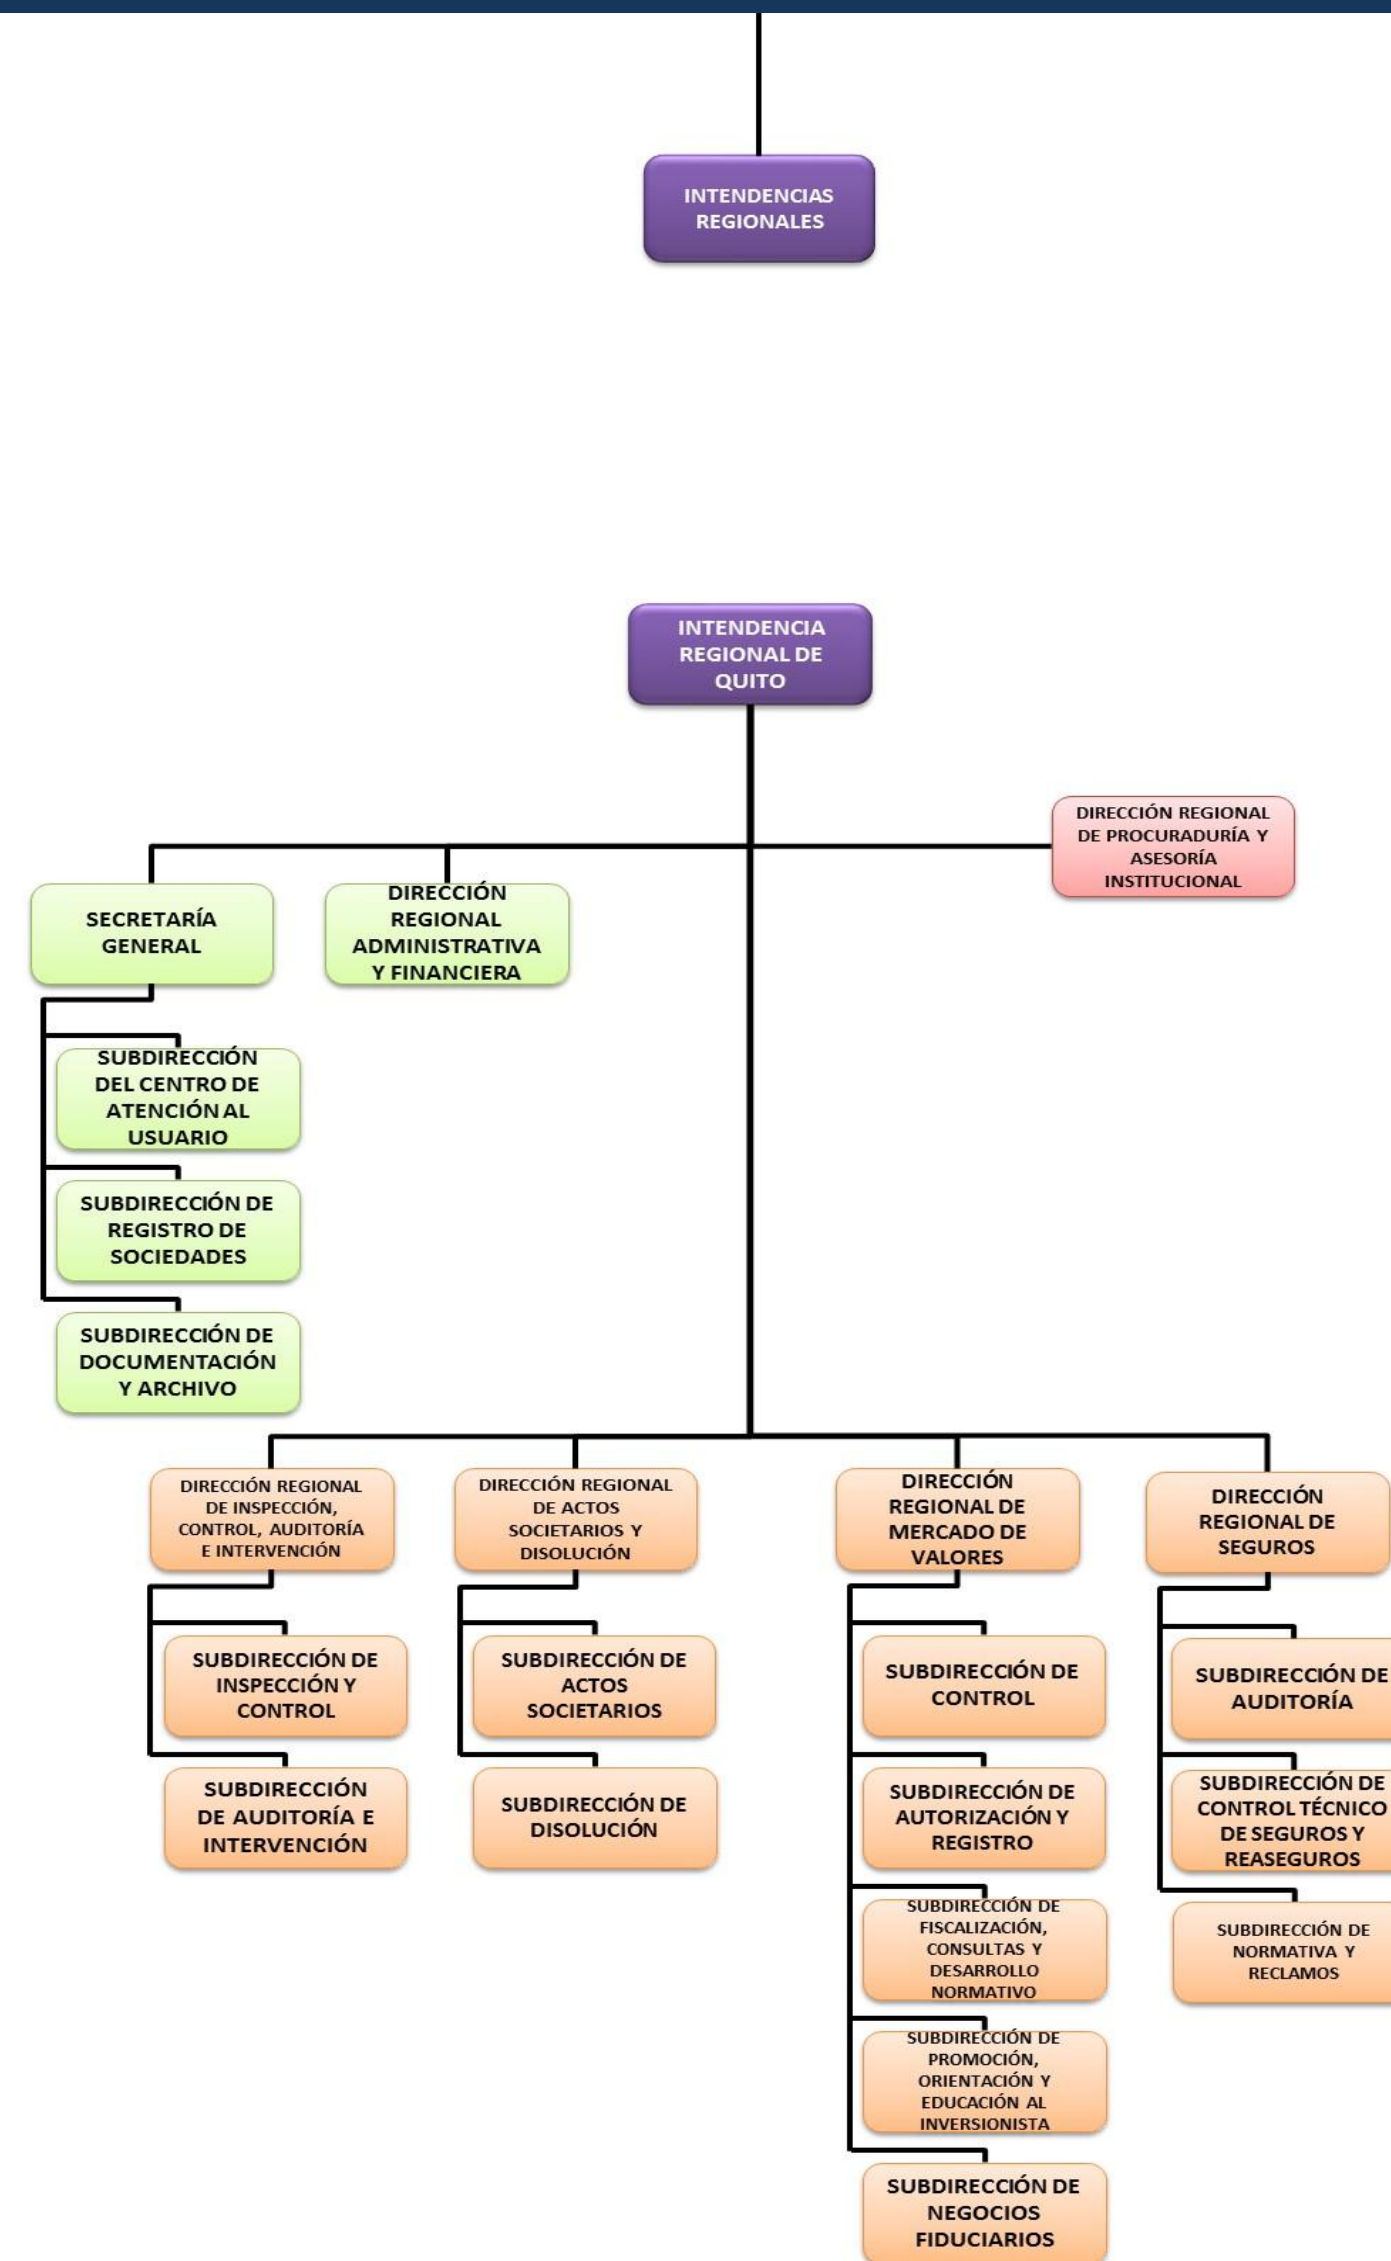 INTENDENCIAS
REGIONALES
INTENDENCIA
REGIONAL DE
QUITO
DIRECCIÓN REGIONAL
DE PROCURADURÍA Y
ASESORÍA
INSTITUCIONAL
SECRETARÍA
GENERAL
DIRECCIÓN
REGIONAL
ADMINISTRATIVA
Y FINANCIERA
SUBDIRECCIÓN
DEL CENTRO DE
ATENCIÓN AL
USUARIO
SUBDIRECCIÓN DE
REGISTRO DE
SOCIEDADES
SUBDIRECCIÓN DE
DOCUMENTACIÓN
Y ARCHIVO
DIRECCIÓN REGIONAL
DE INSPECCIÓN,
CONTROL, AUDITORÍA
E INTERVENCIÓN
SUBDIRECCIÓN DE
INSPECCIÓN Y
CONTROL
SUBDIRECCIÓN
DE AUDITORÍA E
INTERVENCIÓN
DIRECCIÓN REGIONAL
DE ACTOS
SOCIETARIOS Y
DISOLUCIÓN
SUBDIRECCIÓN DE
ACTOS
SOCIETARIOS
SUBDIRECCIÓN DE
DISOLUCIÓN
DIRECCIÓN
REGIONAL DE
MERCADO DE
VALORES
SUBDIRECCIÓN DE
CONTROL
SUBDIRECCIÓN DE
AUTORIZACIÓN Y
REGISTRO
SUBDIRECCIÓN DE
FISCALIZACIÓN,
CONSULTAS Y
DESARROLLO
NORMATIVO
SUBDIRECCIÓN DE
PROMOCIÓN,
ORIENTACIÓN Y
EDUCACIÓN AL
INVERSIONISTA
SUBDIRECCIÓN DE
NEGOCIOS
FIDUCIARIOS
DIRECCIÓN
REGIONAL DE
SEGUROS
SUBDIRECCIÓN DE
AUDITORÍA
SUBDIRECCIÓN DE
CONTROL TÉCNICO
DE SEGUROS Y
REASEGUROS
SUBDIRECCIÓN DE
NORMATIVA Y
RECLAMOS